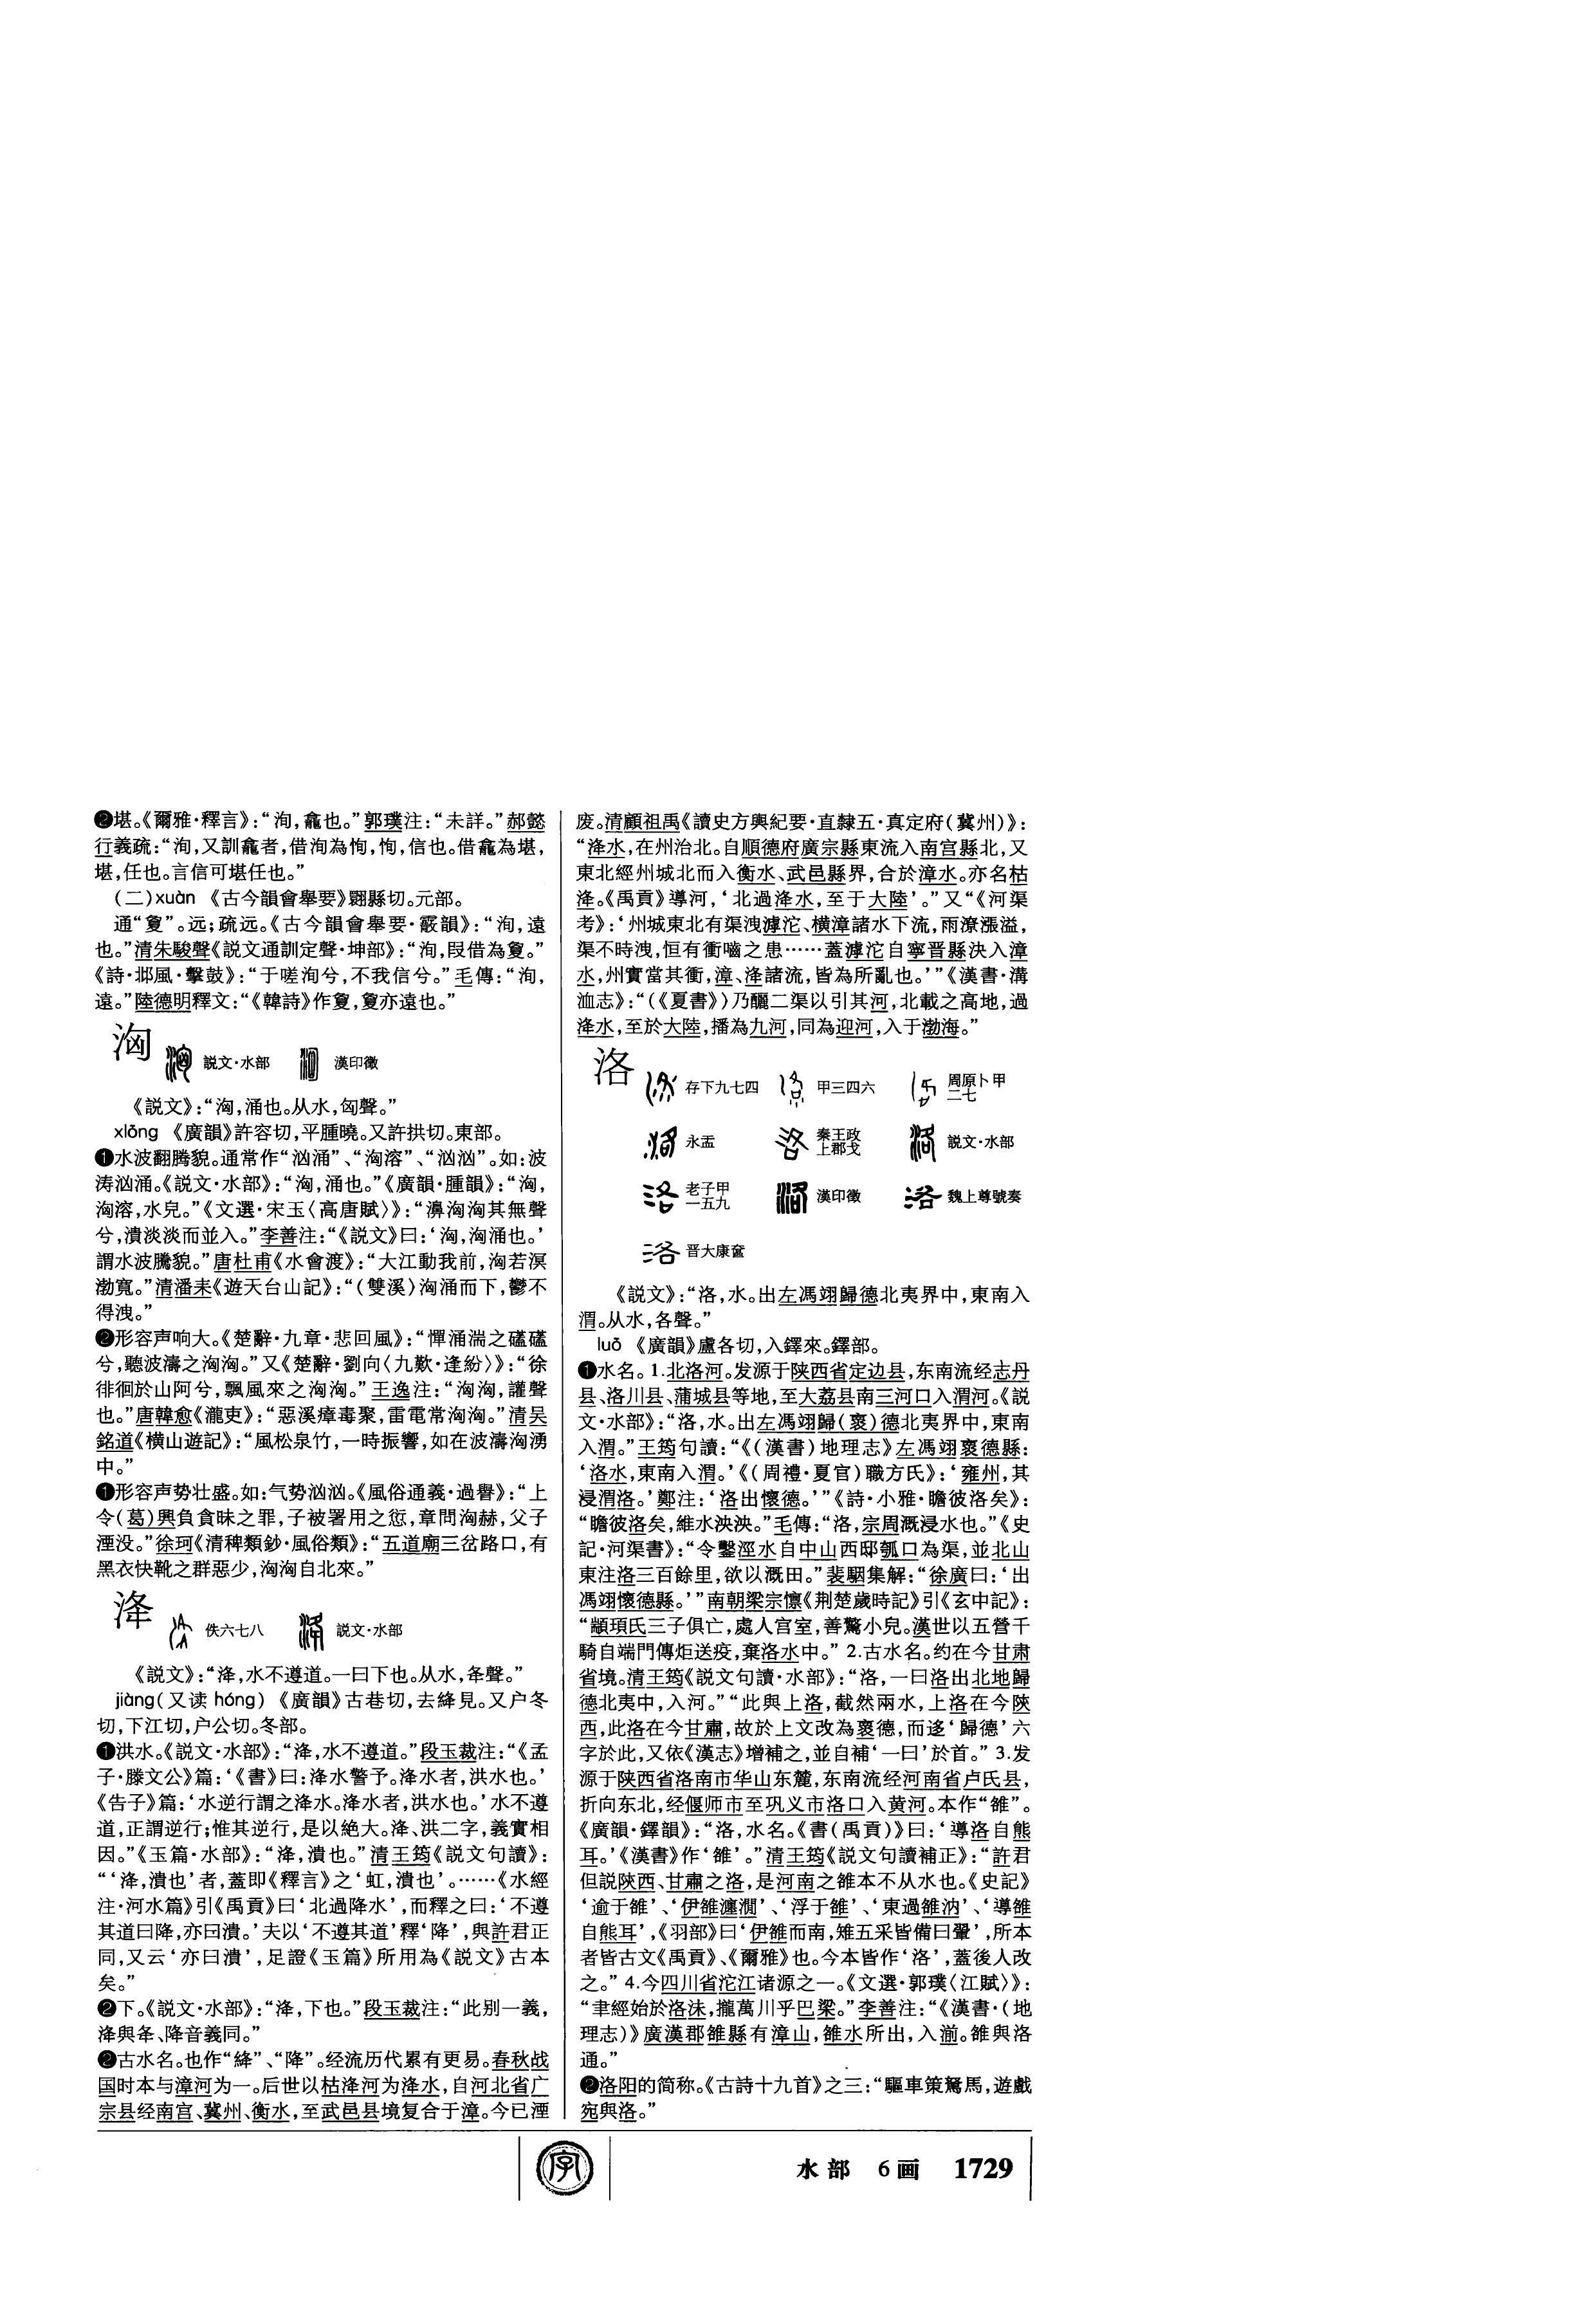 ❷堪。《爾雅·釋言》：“洵，龕也。”郭璞注：“未詳。”郝懿
行義疏：“洵，又訓龕者，借洵為恂，恂，信也。借龕為堪，
堪，任也。言信可堪任也。”
（二）xuàn 《古今韻會舉要》翾縣切。元部。
通“敻”。远；疏远。《古今韻會舉要·霰韻》：“洵，遠
也。”清朱駿聲《説文通訓定聲·坤部》：“洵，叚借為敻。”
《詩·邶風·擊鼓》：“于嗟洵兮，不我信兮。”毛傳：“洵，
遠。”陸德明釋文：“《韓詩》作敻，敻亦遠也。”
洶
説文·水部 漢印徵
《説文》：“洶，涌也。从水，匈聲。”
xiōng 《廣韻》許容切，平腫曉。又許拱切。東部。
❶水波翻腾貌。通常作“汹涌”、“洶溶”、“汹汹”。如：波
涛汹涌。《説文·水部》：“洶，涌也。”《廣韻·腫韻》：“洶，
洶溶，水皃。”《文選·宋玉〈高唐賦〉》：“濞洶洶其無聲
兮，潰淡淡而並入。”李善注：“《説文》曰：‘洶，洶涌也。’
謂水波騰貌。”唐杜甫《水會渡》：“大江動我前，洶若溟
渤寬。”清潘耒《遊天台山記》：“（雙溪）洶涌而下，鬱不
得洩。”
❷形容声响大。《楚辭·九章·悲回風》：“憚涌湍之礚礚
兮，聽波濤之洶洶。”又《楚辭·劉向〈九歎·逢紛〉》：“徐
徘徊於山阿兮，飄風來之洶洶。”王逸注：“洶洶，讙聲
也。”唐韓愈《瀧吏》：“惡溪瘴毒聚，雷電常洶洶。”清吴
銘道《横山遊記》：“風松泉竹，一時振響，如在波濤洶湧
中。”
❶形容声势壮盛。如：气势汹汹。《風俗通義·過譽》：“上
令（葛）興負貪昧之罪，子被署用之愆，章問洶赫，父子
湮没。”徐珂《清稗類鈔·風俗類》：“五道廟三岔路口，有
黑衣快靴之群惡少，洶洶自北來。”
洚
佚六七八 説文·水部
《説文》：“洚，水不遵道。一曰下也。从水，夅聲。”
jiàng（又读 hóng） 《廣韻》古巷切，去絳見。又户冬
切，下江切，户公切。冬部。
❶洪水。《説文·水部》：“洚，水不遵道。”段玉裁注：“《孟
子·滕文公》篇：‘《書》曰：洚水警予。洚水者，洪水也。’
《告子》篇：‘水逆行謂之洚水。洚水者，洪水也。’水不遵
道，正謂逆行；惟其逆行，是以絶大。洚、洪二字，義實相
因。”《玉篇·水部》：“洚，潰也。”清王筠《説文句讀》：
“‘洚，潰也’者，蓋即《釋言》之‘虹，潰也’。……《水經
注·河水篇》引《禹貢》曰‘北過降水’，而釋之曰：‘不遵
其道曰降，亦曰潰。’夫以‘不遵其道’釋‘降’，與許君正
同，又云‘亦曰潰’，足證《玉篇》所用為《説文》古本
矣。”
❷下。《説文·水部》：“洚，下也。”段玉裁注：“此别一義，
洚與夅、降音義同。”
❷古水名。也作“絳”、“降”。经流历代累有更易。春秋战
国时本与漳河为一。后世以枯洚河为洚水，自河北省广
宗县经南宫、冀州、衡水，至武邑县境复合于漳。今已湮
废。清顧祖禹《讀史方輿紀要·直隸五·真定府（冀州）》：
“洚水，在州治北。自順德府廣宗縣東流入南宫縣北，又
東北經州城北而入衡水、武邑縣界，合於漳水。亦名枯
洚。《禹貢》導河，‘北過洚水，至于大陸’。”又“《河渠
考》：‘州城東北有渠洩滹沱、横漳諸水下流，雨潦漲溢，
渠不時洩，恒有衝嚙之患……蓋滹沱自寧晋縣決入漳
水，州實當其衝，漳、洚諸流，皆為所亂也。’”《漢書·溝
洫志》：“（《夏書》）乃釃二渠以引其河，北載之高地，過
洚水，至於大陸，播為九河，同為迎河，入于渤海。”
洛
存下九七四 甲三四六 周原卜甲二七
永盂 秦王政上郡戈 説文·水部
老子甲一五九 漢印徵 魏上尊號奏
晋大康奩
《説文》：“洛，水。出左馮翊歸德北夷界中，東南入
渭。从水，各聲。”
luò 《廣韻》盧各切，入鐸來。鐸部。
❶水名。1.北洛河。发源于陕西省定边县，东南流经志丹
县、洛川县、蒲城县等地，至大荔县南三河口入渭河。《説
文·水部》：“洛，水。出左馮翊歸（褱）德北夷界中，東南
入渭。”王筠句讀：“《（漢書）地理志》左馮翊褱德縣：
‘洛水，東南入渭。’《（周禮·夏官）職方氏》：‘雍州，其
浸渭洛。’鄭注：‘洛出懷德。’”《詩·小雅·瞻彼洛矣》：
“瞻彼洛矣，維水泱泱。”毛傳：“洛，宗周溉浸水也。”《史
記·河渠書》：“令鑿涇水自中山西邸瓠口為渠，並北山
東注洛三百餘里，欲以溉田。”裴駰集解：“徐廣曰：‘出
馮翊懷德縣。’”南朝梁宗懔《荆楚歲時記》引《玄中記》：
“顓頊氏三子俱亡，處人宫室，善驚小兒。漢世以五營千
騎自端門傳炬送疫，棄洛水中。”2.古水名。约在今甘肃
省境。清王筠《説文句讀·水部》：“洛，一曰洛出北地歸
德北夷中，入河。”“此與上洛，截然兩水，上洛在今陝
西，此洛在今甘肅，故於上文改為褱德，而迻‘歸德’六
字於此，又依《漢志》增補之，並自補‘一曰’於首。”3.发
源于陕西省洛南市华山东麓，东南流经河南省卢氏县，
折向东北，经偃师市至巩义市洛口入黄河。本作“雒”。
《廣韻·鐸韻》：“洛，水名。《書（禹貢）》曰：‘導洛自熊
耳。’《漢書》作‘雒’。”清王筠《説文句讀補正》：“許君
但説陝西、甘肅之洛，是河南之雒本不从水也。《史記》
‘逾于雒’、‘伊雒瀍澗’、‘浮于雒’、‘東過雒汭’、‘導雒
自熊耳’，《羽部》曰‘伊雒而南，雉五采皆備曰翬’，所本
者皆古文《禹貢》、《爾雅》也。今本皆作‘洛’，蓋後人改
之。”4.今四川省沱江诸源之一。《文選·郭璞〈江賦〉》：
“聿經始於洛沬，攏萬川乎巴梁。”李善注：“《漢書·（地
理志）》廣漢郡雒縣有漳山，雒水所出，入湔。雒與洛
通。”
❷洛阳的简称。《古詩十九首》之三：“驅車策駑馬，遊戲
宛與洛。”
字
水部 6画 1729